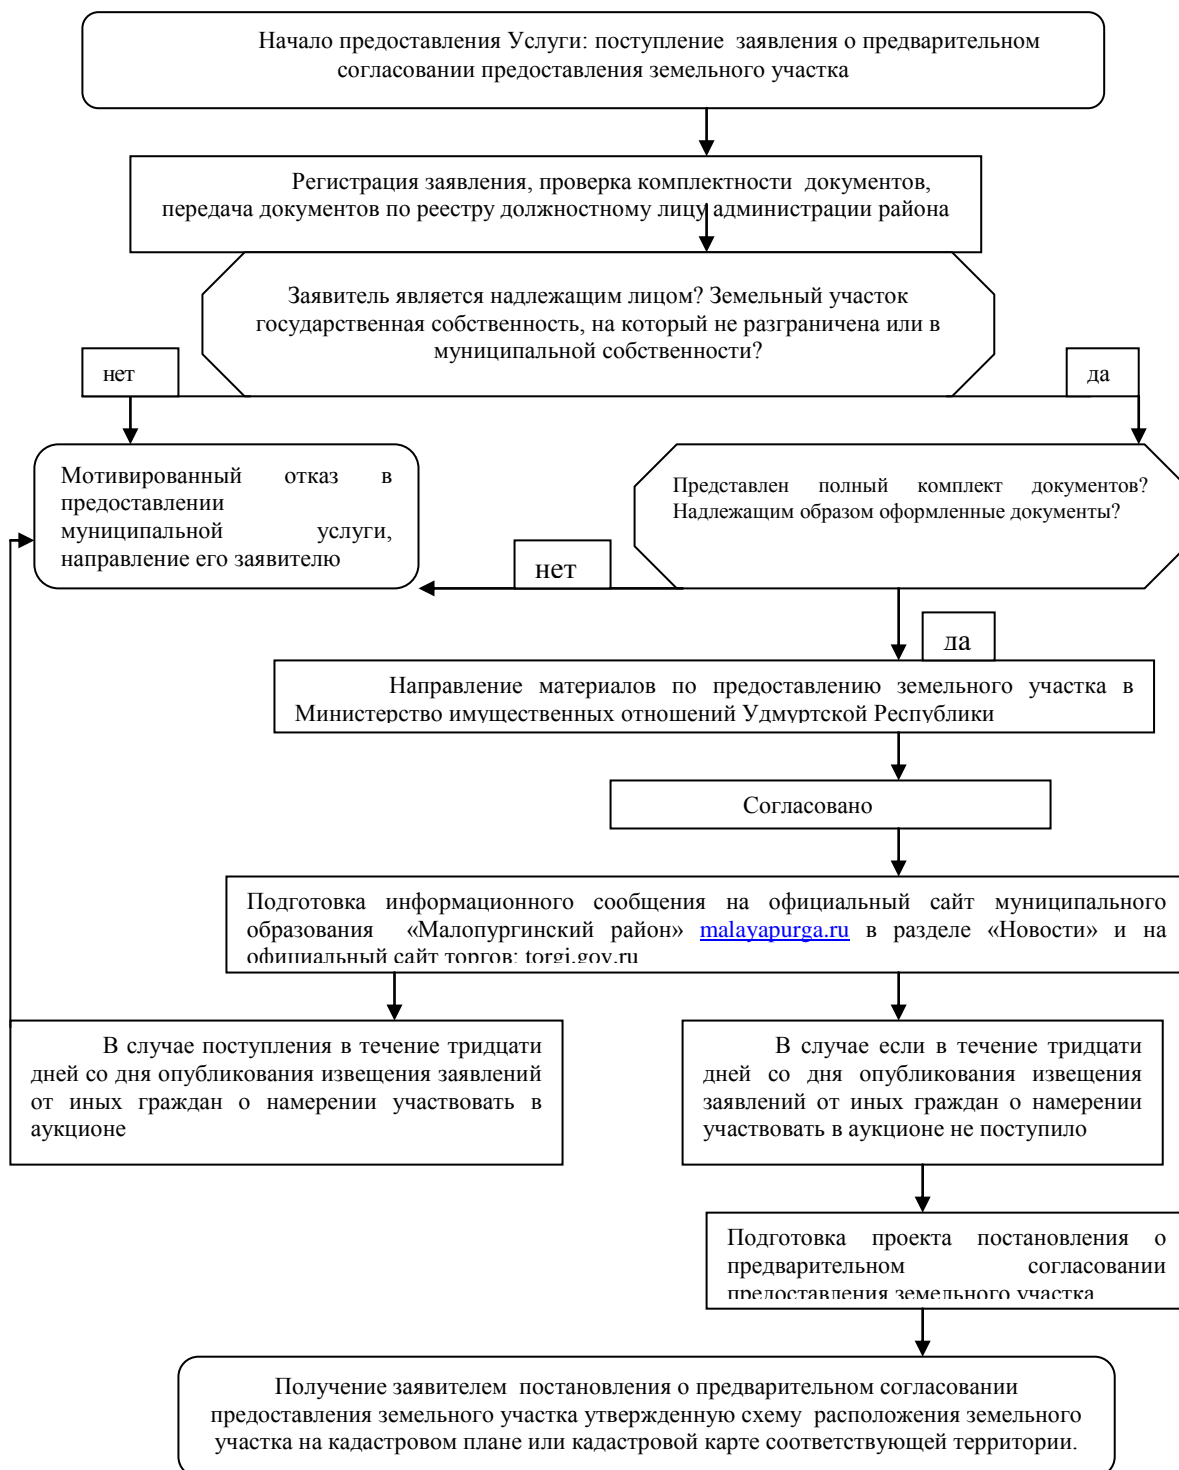 Начало предоставления Услуги: поступление заявления о предварительном
согласовании предоставления земельного участка
Регистрация заявления, проверка комплектности документов,
передача документов по реестру должностному лицу администрации района
Заявитель является надлежащим лицом? Земельный участок
государственная собственность, на который не разграничена или в
муниципальной собственности?
нет
да
Мотивированный отказ в
предоставлении
муниципальной услуги,
направление его заявителю
Представлен полный комплект документов?
Надлежащим образом оформленные документы?
нет
да
Направление материалов по предоставлению земельного участка в
Министерство имущественных отношений Удмуртской Республики
Согласовано
Подготовка информационного сообщения на официальный сайт муниципального
образования «Малопургинский район» malayapurga.ru в разделе «Новости» и на
официальный сайт торгов: torgi.gov.ru
В случае поступления в течение тридцати
дней со дня опубликования извещения заявлений
от иных граждан о намерении участвовать в
аукционе
В случае если в течение тридцати
дней со дня опубликования извещения
заявлений от иных граждан о намерении
участвовать в аукционе не поступило
Подготовка проекта постановления о
предварительном согласовании
предоставления земельного участка
Получение заявителем постановления о предварительном согласовании
предоставления земельного участка утвержденную схему расположения земельного
участка на кадастровом плане или кадастровой карте соответствующей территории.